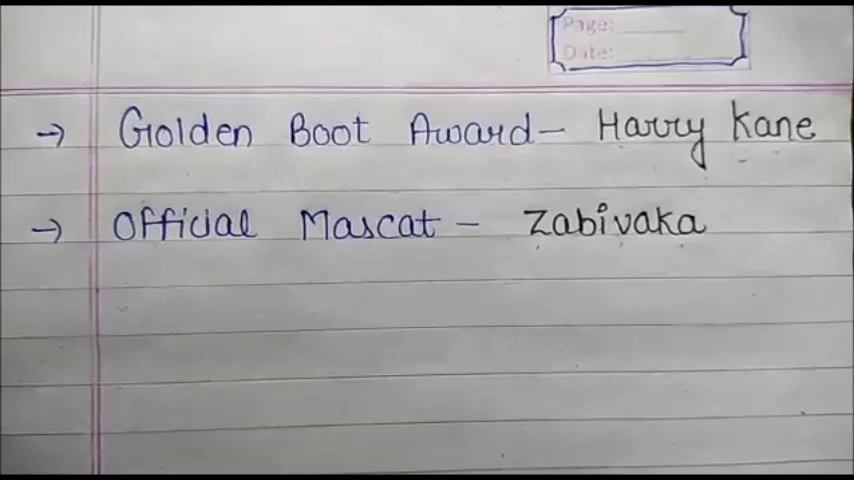 Page:
Date:
→ Golden Boot Award- Harry Kane
→ Official Mascat - Zabivaka